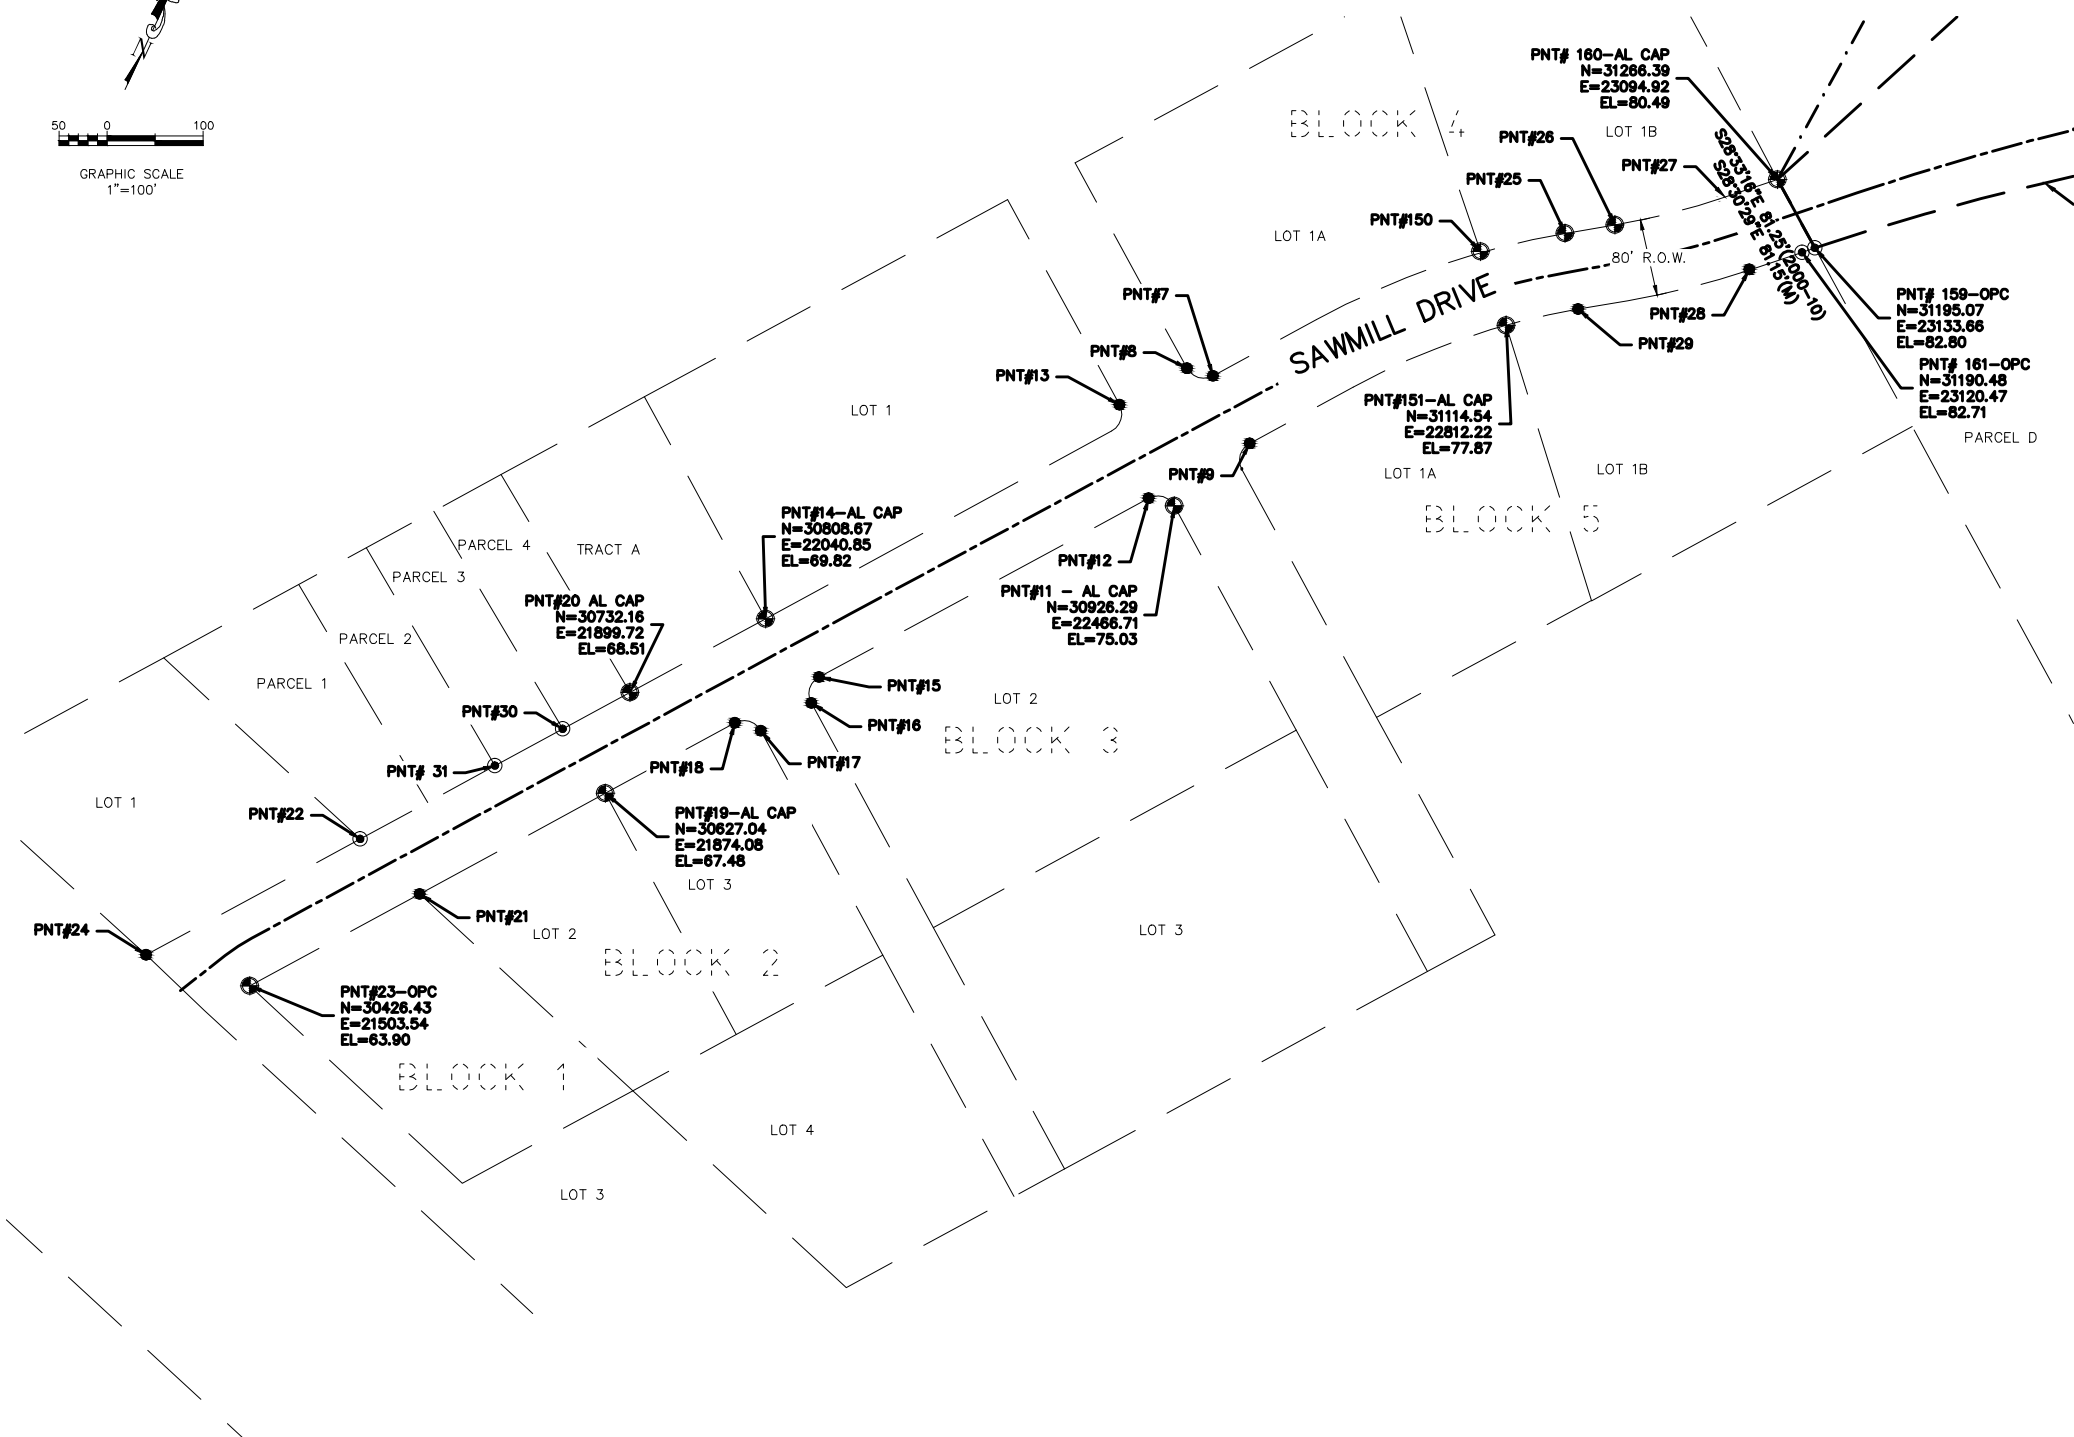 N
50 0 100
GRAPHIC SCALE
1"=100'
PNT# 160-AL CAP
N=31266.39
E=23094.92
EL=80.49
BLOCK 4
LOT 1B
PNT#26
PNT#27
PNT#25
PNT#150
LOT 1A
S28°33'16"E 81.25'(2000-10)
S28°30'29"E 81.15'(M)
80' R.O.W.
SAWMILL DRIVE
PNT#7
PNT#8
PNT#13
PNT#28
PNT#29
PNT# 159-OPC
N=31195.07
E=23133.66
EL=82.80
PNT# 161-OPC
N=31190.48
E=23120.47
EL=82.71
PARCEL D
LOT 1
PNT#151-AL CAP
N=31114.54
E=22812.22
EL=77.87
PNT#9
LOT 1A
LOT 1B
BLOCK 5
PNT#14-AL CAP
N=30808.67
E=22040.85
EL=69.82
PARCEL 4
TRACT A
PARCEL 3
PNT#12
PNT#11 - AL CAP
N=30926.29
E=22466.71
EL=75.03
PNT#20 AL CAP
N=30732.16
E=21899.72
EL=68.51
PARCEL 2
PARCEL 1
PNT#15
LOT 2
PNT#30
PNT#16
BLOCK 3
PNT# 31
PNT#18
PNT#17
LOT 1
PNT#22
PNT#19-AL CAP
N=30627.04
E=21874.08
EL=67.48
LOT 3
PNT#24
PNT#21
LOT 2
LOT 3
BLOCK 2
PNT#23-OPC
N=30426.43
E=21503.54
EL=63.90
BLOCK 1
LOT 4
LOT 3